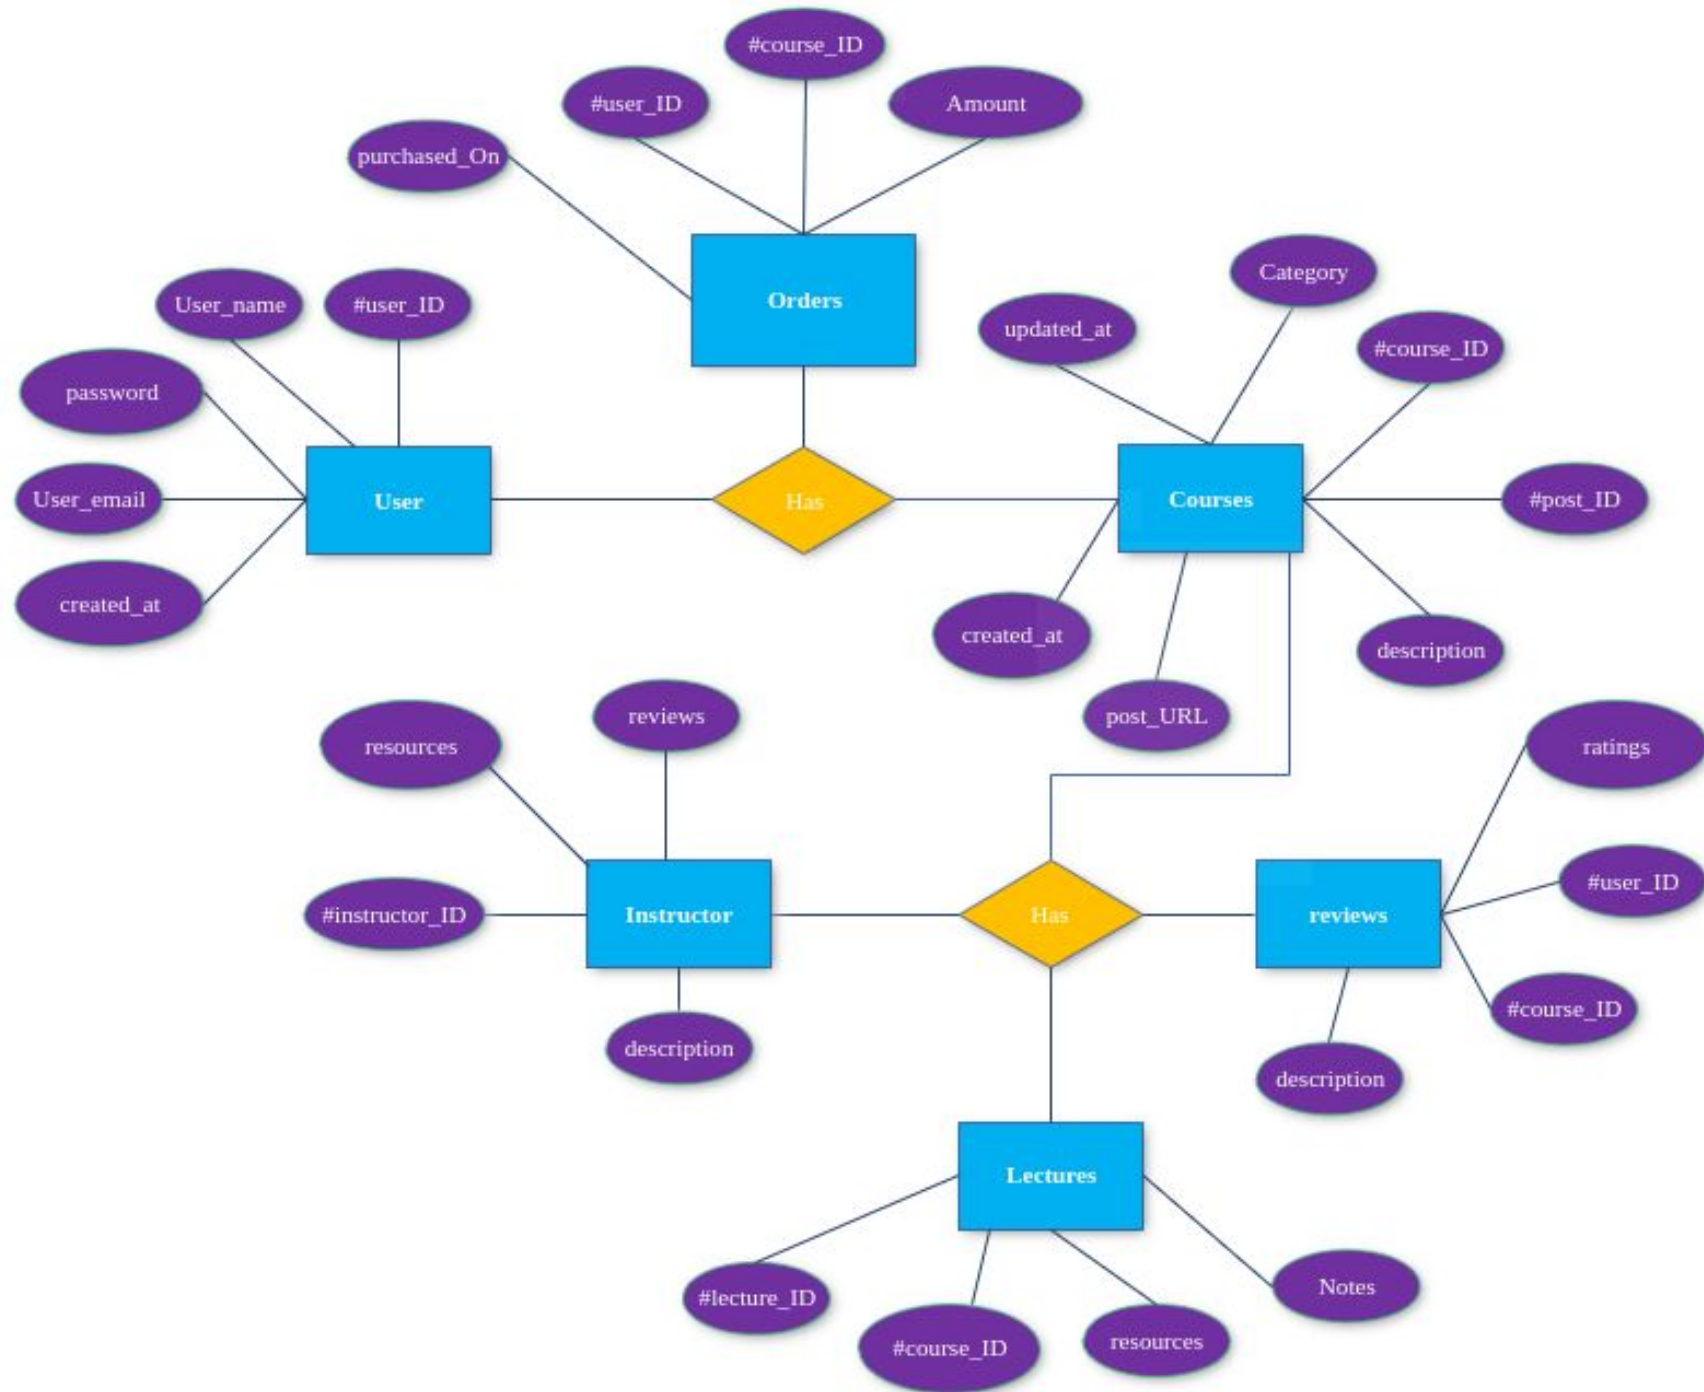 #course_ID
#user_ID
Amount
purchased_On
Orders
Category
User_name
#user_ID
updated_at
#course_ID
password
User_email
User
Has
Courses
#post_ID
created_at
created_at
description
post_URL
resources
reviews
ratings
#instructor_ID
Instructor
Has
reviews
#user_ID
#course_ID
description
description
Lectures
#lecture_ID
#course_ID
resources
Notes